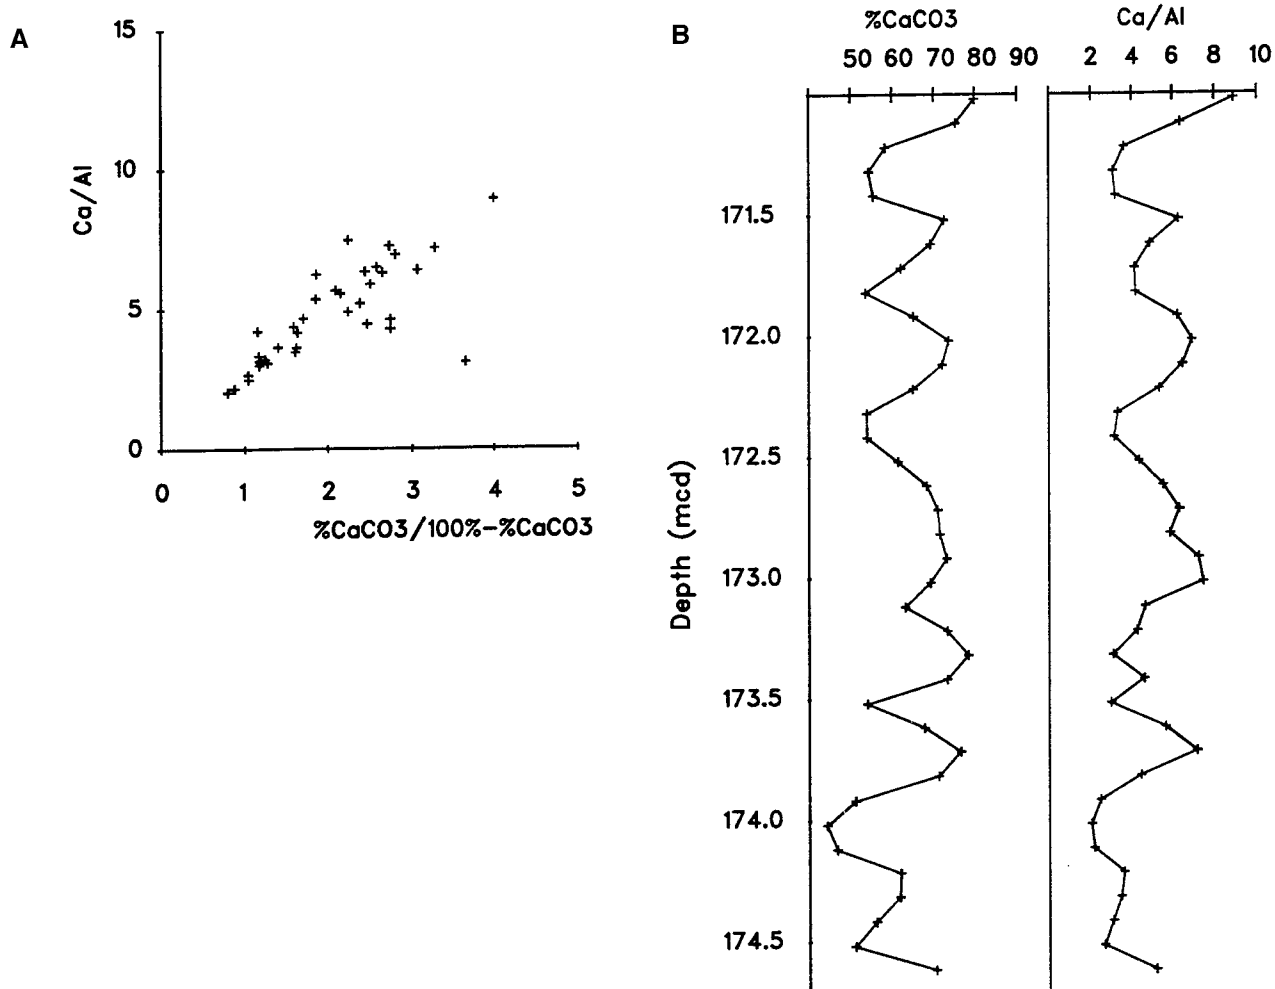 A
15
10
5
0
Ca/Al
0 1 2 3 4 5
%CaCO3/100%-%CaCO3
B
%CaCO3 Ca/Al
50 60 70 80 90 2 4 6 8 10
171.5
172.0
172.5
173.0
173.5
174.0
174.5
Depth (mcd)